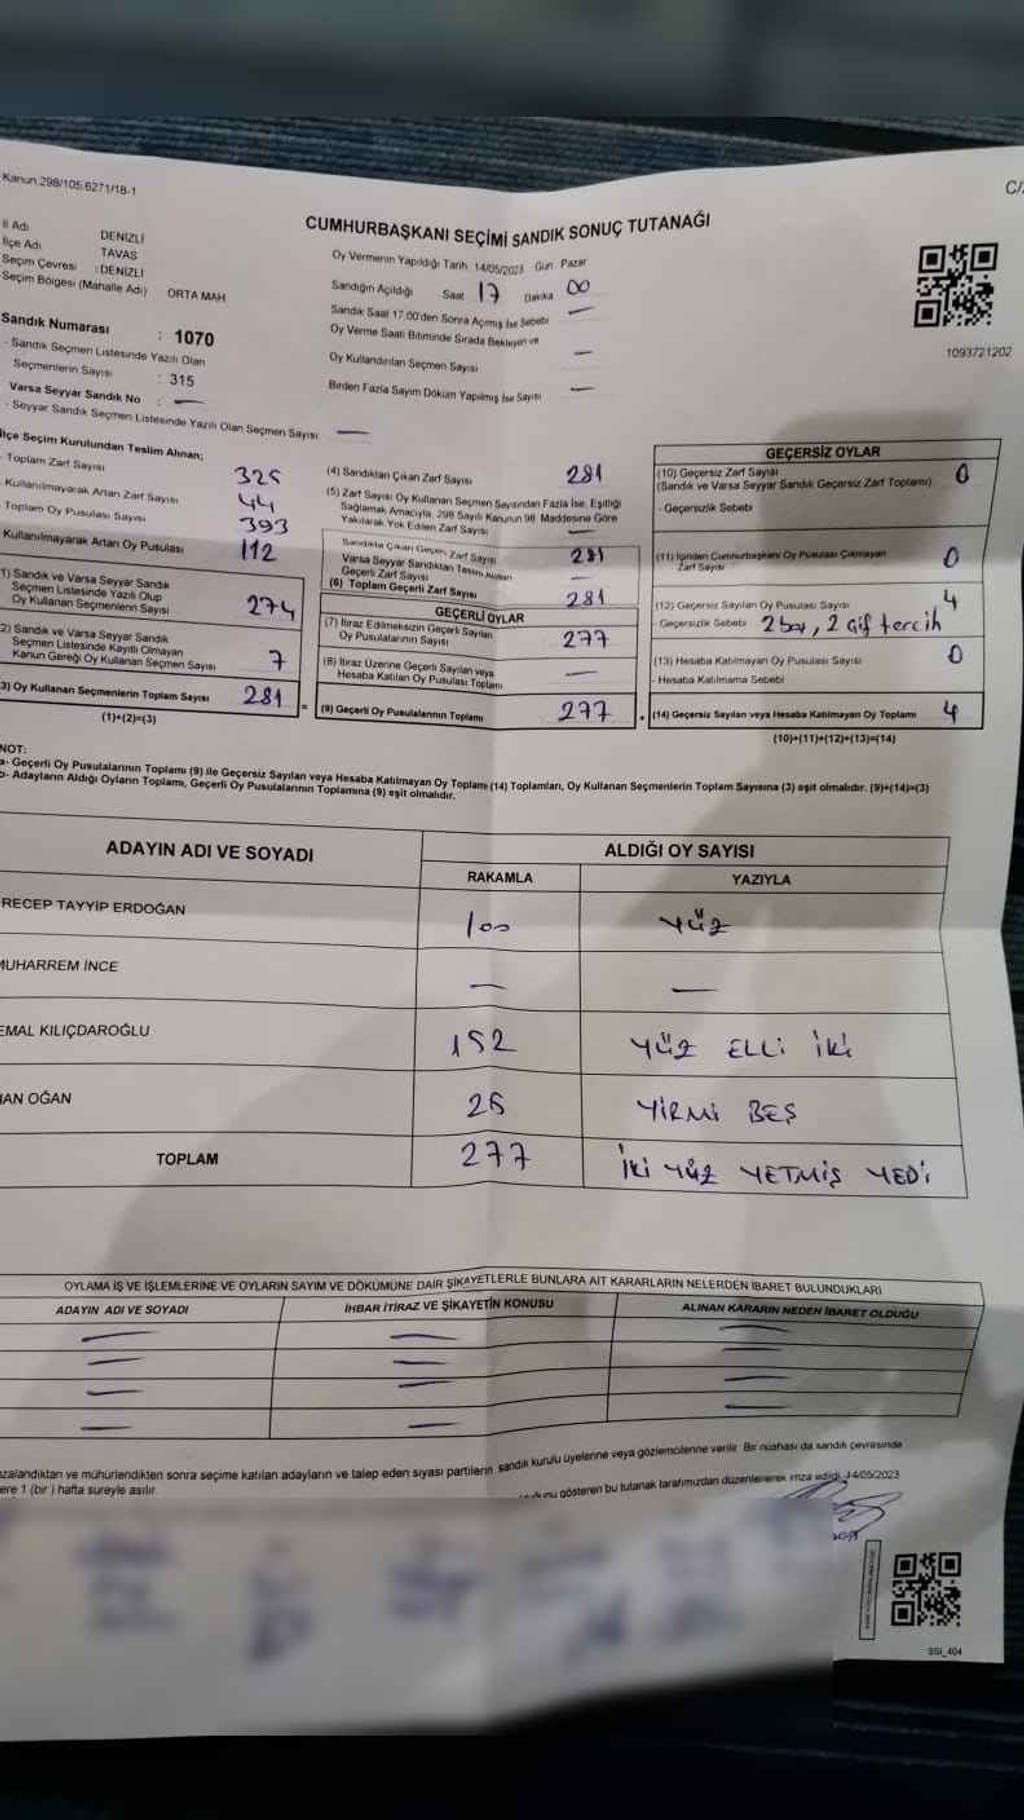 Kanun.298/105.6271/18-1
C/
CUMHURBAŞKANI SEÇİMİ SANDIK SONUÇ TUTANAĞI
İl Adı DENİZLİ
İlçe Adı TAVAS
Seçim Çevresi : DENİZLİ
Seçim Bölgesi (Mahalle Adı) ORTA MAH
Sandık Numarası : 1070
- Sandık Seçmen Listesinde Yazılı Olan
Seçmenlerin Sayısı : 315
Varsa Seyyar Sandık No : —
- Seyyar Sandık Seçmen Listesinde Yazılı Olan Seçmen Sayısı —
Oy Vermenin Yapıldığı Tarih 14/05/2023 Gün: Pazar
Sandığın Açıldığı Saat 17 Dakika 00
Sandık Saat 17.00'den Sonra Açılmış İse Sebebi —
Oy Verme Saati Bitiminde Sırada Bekleyen ve
Oy Kullandırılan Seçmen Sayısı —
Birden Fazla Sayım Döküm Yapılmış İse Sayısı —
1093721202
İlçe Seçim Kurulundan Teslim Alınan;
- Toplam Zarf Sayısı 325
Kullanılmayarak Artan Zarf Sayısı 44
Toplam Oy Pusulası Sayısı 393
Kullanılmayarak Artan Oy Pusulası 112
1) Sandık ve Varsa Seyyar Sandık
Seçmen Listesinde Yazılı Olup
Oy Kullanan Seçmenlerin Sayısı 274
2) Sandık ve Varsa Seyyar Sandık
Seçmen Listesinde Kayıtlı Olmayan
Kanun Gereği Oy Kullanan Seçmen Sayısı 7
3) Oy Kullanan Seçmenlerin Toplam Sayısı 281
(1)+(2)=(3)
(4) Sandıktan Çıkan Zarf Sayısı 281
(5) Zarf Sayısı Oy Kullanan Seçmen Sayısından Fazla İse, Eşitliği
Sağlamak Amacıyla, 298 Sayılı Kanunun 98. Maddesine Göre
Yakılarak Yok Edilen Zarf Sayısı —
Sandıkta Çıkan Geçerli Zarf Sayısı 281
Varsa Seyyar Sandıktan Teslim Alınan
Geçerli Zarf Sayısı —
(6) Toplam Geçerli Zarf Sayısı 281
GEÇERLİ OYLAR
(7) İtiraz Edilmeksizin Geçerli Sayılan
Oy Pusulalarının Sayısı 277
(8) İtiraz Üzerine Geçerli Sayılan veya
Hesaba Katılan Oy Pusulası Toplamı —
= (9) Geçerli Oy Pusulalarının Toplamı 277
GEÇERSİZ OYLAR
(10) Geçersiz Zarf Sayısı 0
(Sandık ve Varsa Seyyar Sandık Geçersiz Zarf Toplamı)
- Geçersizlik Sebebi
(11) İçinden Cumhurbaşkanı Oy Pusulası Çıkmayan 0
Zarf Sayısı
(12) Geçersiz Sayılan Oy Pusulası Sayısı 4
Geçersizlik Sebebi 2 boş, 2 çift tercih
(13) Hesaba Katılmayan Oy Pusulası Sayısı 0
- Hesaba Katılmama Sebebi
(14) Geçersiz Sayılan veya Hesaba Katılmayan Oy Toplamı 4
(10)+(11)+(12)+(13)=(14)
NOT:
a- Geçerli Oy Pusulalarının Toplamı (9) ile Geçersiz Sayılan veya Hesaba Katılmayan Oy Toplamı (14) Toplamları, Oy Kullanan Seçmenlerin Toplam Sayısına (3) eşit olmalıdır. (9)+(14)=(3)
b- Adayların Aldığı Oyların Toplamı, Geçerli Oy Pusulalarının Toplamına (9) eşit olmalıdır.
ADAYIN ADI VE SOYADI ALDIĞI OY SAYISI
RAKAMLA YAZIYLA
RECEP TAYYİP ERDOĞAN 100 YÜZ
MUHARREM İNCE — —
EMAL KILIÇDAROĞLU 152 YÜZ ELLİ İKİ
NAN OĞAN 25 YİRMİ BEŞ
TOPLAM 277 İKİ YÜZ YETMİŞ YEDİ
OYLAMA İŞ VE İŞLEMLERİNE VE OYLARIN SAYIM VE DÖKÜMÜNE DAİR ŞİKAYETLERLE BUNLARA AİT KARARLARIN NELERDEN İBARET BULUNDUKLARI
ADAYIN ADI VE SOYADI İHBAR İTİRAZ VE ŞİKAYETİN KONUSU ALINAN KARARIN NEDEN İBARET OLDUĞU
— — —
— — —
— — —
— — —
zalandıktan ve mühürlendikten sonra seçime katılan adayların ve talep eden siyasi partilerin sandık kurulu üyelerine veya gözlemcilerine verilir. Bir nüshası da sandık çevresinde
ere 1 (bir ) hafta süreyle asılır.
gösteren bu tutanak tarafımızdan düzenlenerek imza edildi. 14/05/2023
SSI_404